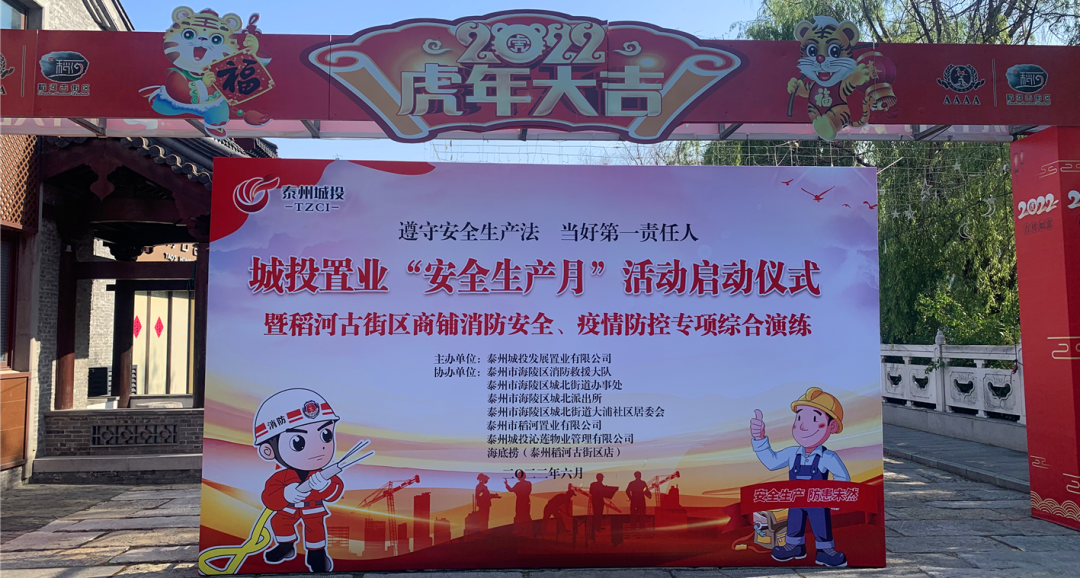 2022
虎年大吉
福
福
AAAA
泰州城投
-TZCI-
遵守安全生产法 当好第一责任人
城投置业“安全生产月”活动启动仪式
暨稻河古街区商铺消防安全、疫情防控专项综合演练
主办单位：泰州城投发展置业有限公司
协办单位：泰州市海陵区消防救援大队
泰州市海陵区城北街道办事处
泰州市海陵区城北派出所
泰州市海陵区城北街道大浦社区居委会
泰州市稻河置业有限公司
泰州城投沁莲物业管理有限公司
海底捞（泰州稻河古街区店）
二〇二二年六月
消防
安全生产 防患未然
2022